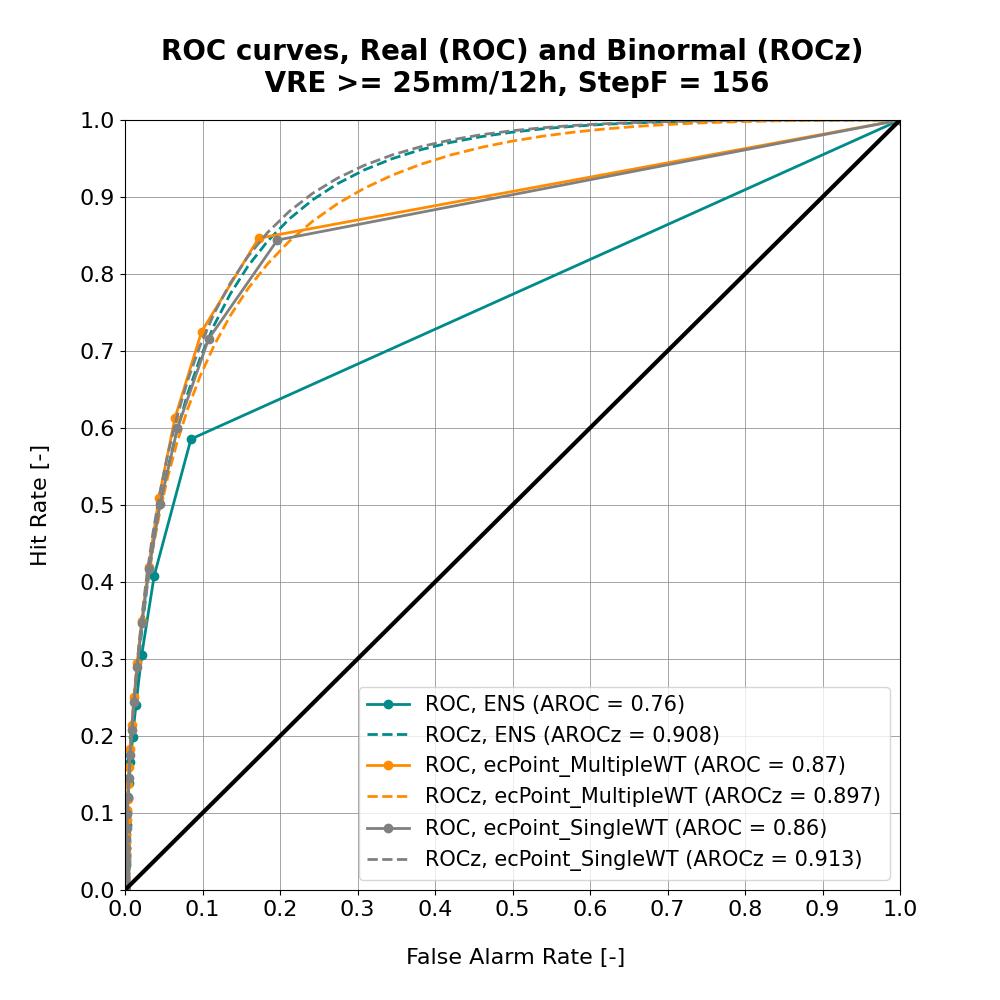 ROC curves, Real (ROC) and Binormal (ROCz)
VRE >= 25mm/12h, StepF = 156
1.0
0.9
0.8
0.7
0.6
0.5
0.4
0.3
0.2
0.1
0.0
Hit Rate [-]
ROC, ENS (AROC = 0.76)
ROCz, ENS (AROCz = 0.908)
ROC, ecPoint_MultipleWT (AROC = 0.87)
ROCz, ecPoint_MultipleWT (AROCz = 0.897)
ROC, ecPoint_SingleWT (AROC = 0.86)
ROCz, ecPoint_SingleWT (AROCz = 0.913)
0.0 0.1 0.2 0.3 0.4 0.5 0.6 0.7 0.8 0.9 1.0
False Alarm Rate [-]